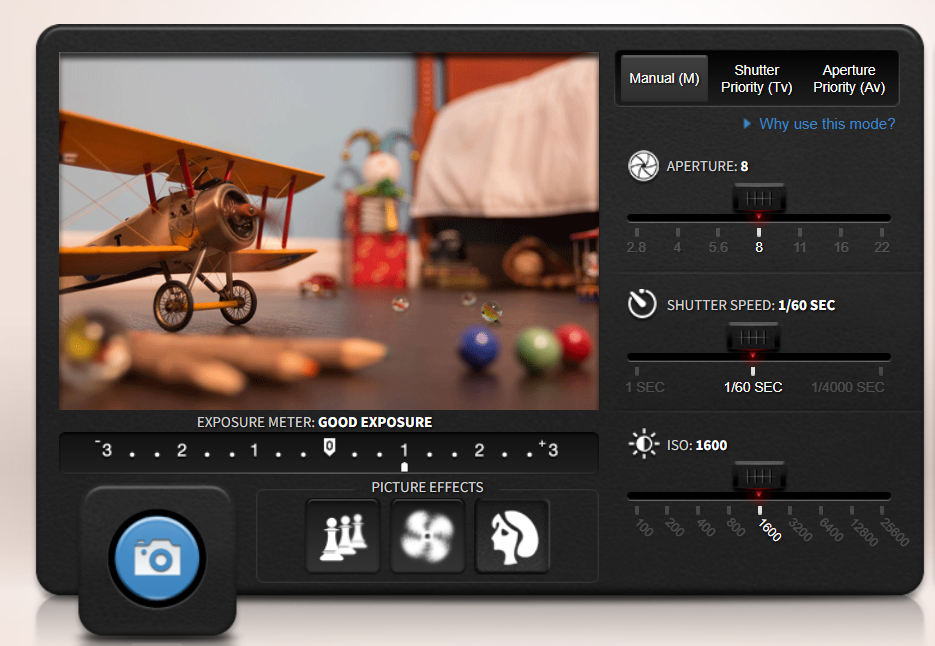 Manual (M)
Shutter
Priority (Tv)
Aperture
Priority (Av)
Why use this mode?
APERTURE: 8
2.8 4 5.6 8 11 16 22
SHUTTER SPEED: 1/60 SEC
1 SEC 1/60 SEC 1/4000 SEC
ISO: 1600
100 200 400 800 1600 3200 6400 12800 25600
EXPOSURE METER: GOOD EXPOSURE
-3 . . 2 . . 1 . . 0 . . 1 . . 2 . . +3
PICTURE EFFECTS